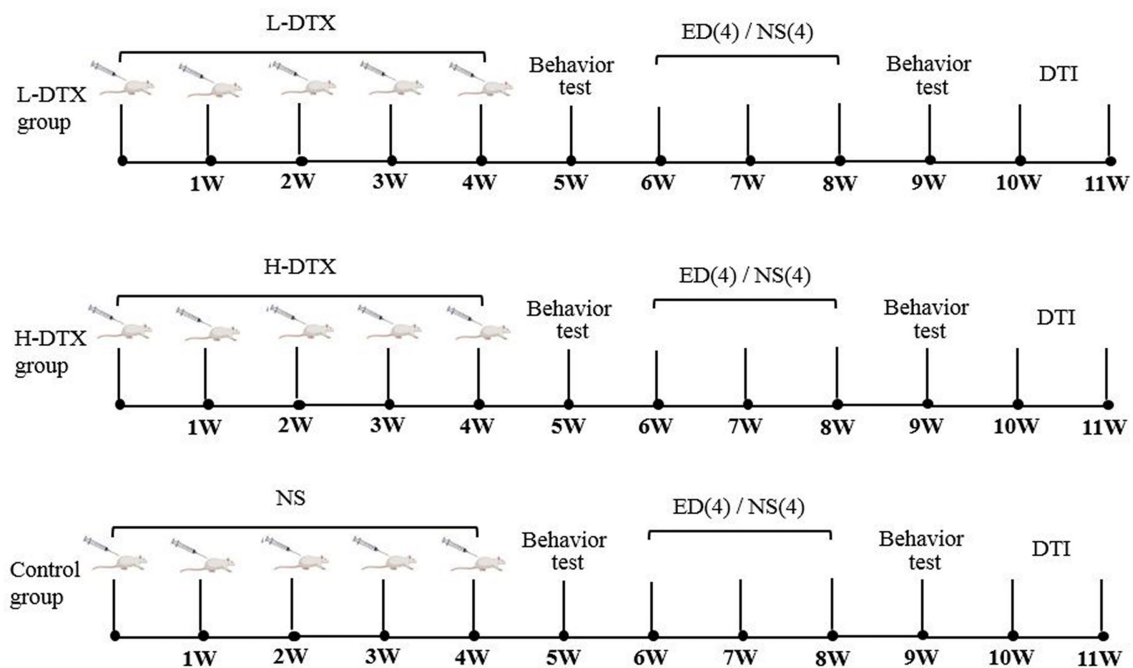 L-DTX
ED(4) / NS(4)
Behavior
test
Behavior
test
DTI
L-DTX
group
1W 2W 3W 4W 5W 6W 7W 8W 9W 10W 11W
H-DTX
ED(4) / NS(4)
Behavior
test
Behavior
test
DTI
H-DTX
group
1W 2W 3W 4W 5W 6W 7W 8W 9W 10W 11W
NS
ED(4) / NS(4)
Behavior
test
Behavior
test
DTI
Control
group
1W 2W 3W 4W 5W 6W 7W 8W 9W 10W 11W